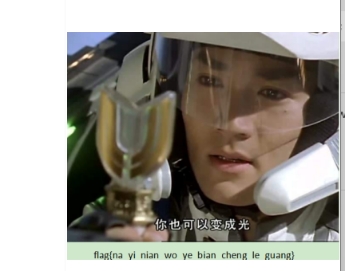 你也可以变成光
flag{na yi nian wo ye bian cheng le guang}